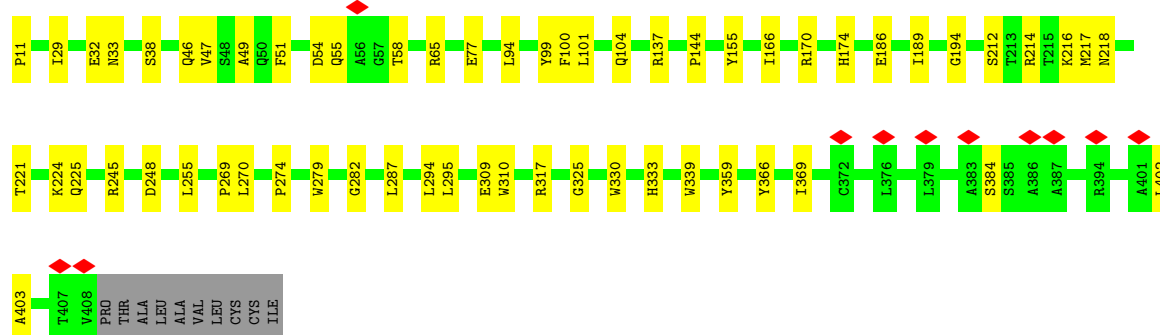 P11 I29 E32 N33 S38 Q46 V47 S48 A49 Q50 F51 D54 Q55 A56 G57 T58 R65 E77 L94 Y99 F100 L101 Q104 R137 P144 Y155 I166 R170 H174 E186 I189 G194 S212 T213 R214 T215 K216 M217 N218
T221 K224 Q225 R245 D248 L255 P269 L270 P274 W279 G282 L287 L294 L295 E309 W310 R317 G325 W330 H333 W339 Y359 Y366 I369 C372 L376 L379 A383 S384 S385 A386 A387 R394 A401 L402
A403 T407 V408 PRO THR ALA LEU ALA VAL LEU CYS CYS ILE